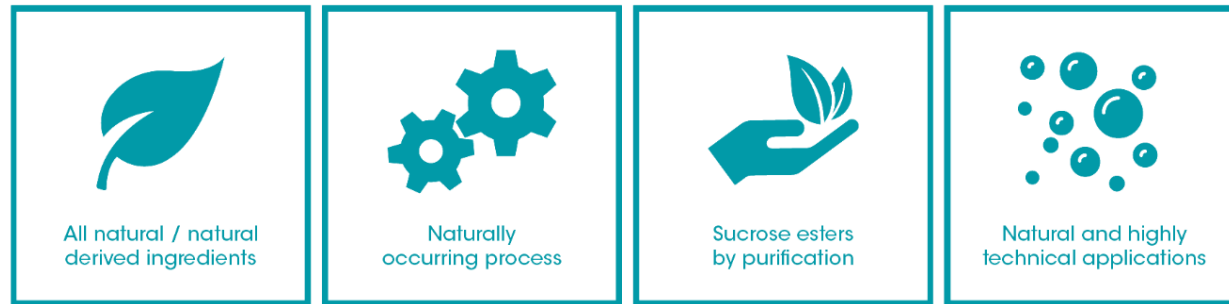 All natural / natural
derived ingredients
Naturally
occurring process
Sucrose esters
by purification
Natural and highly
technical applications